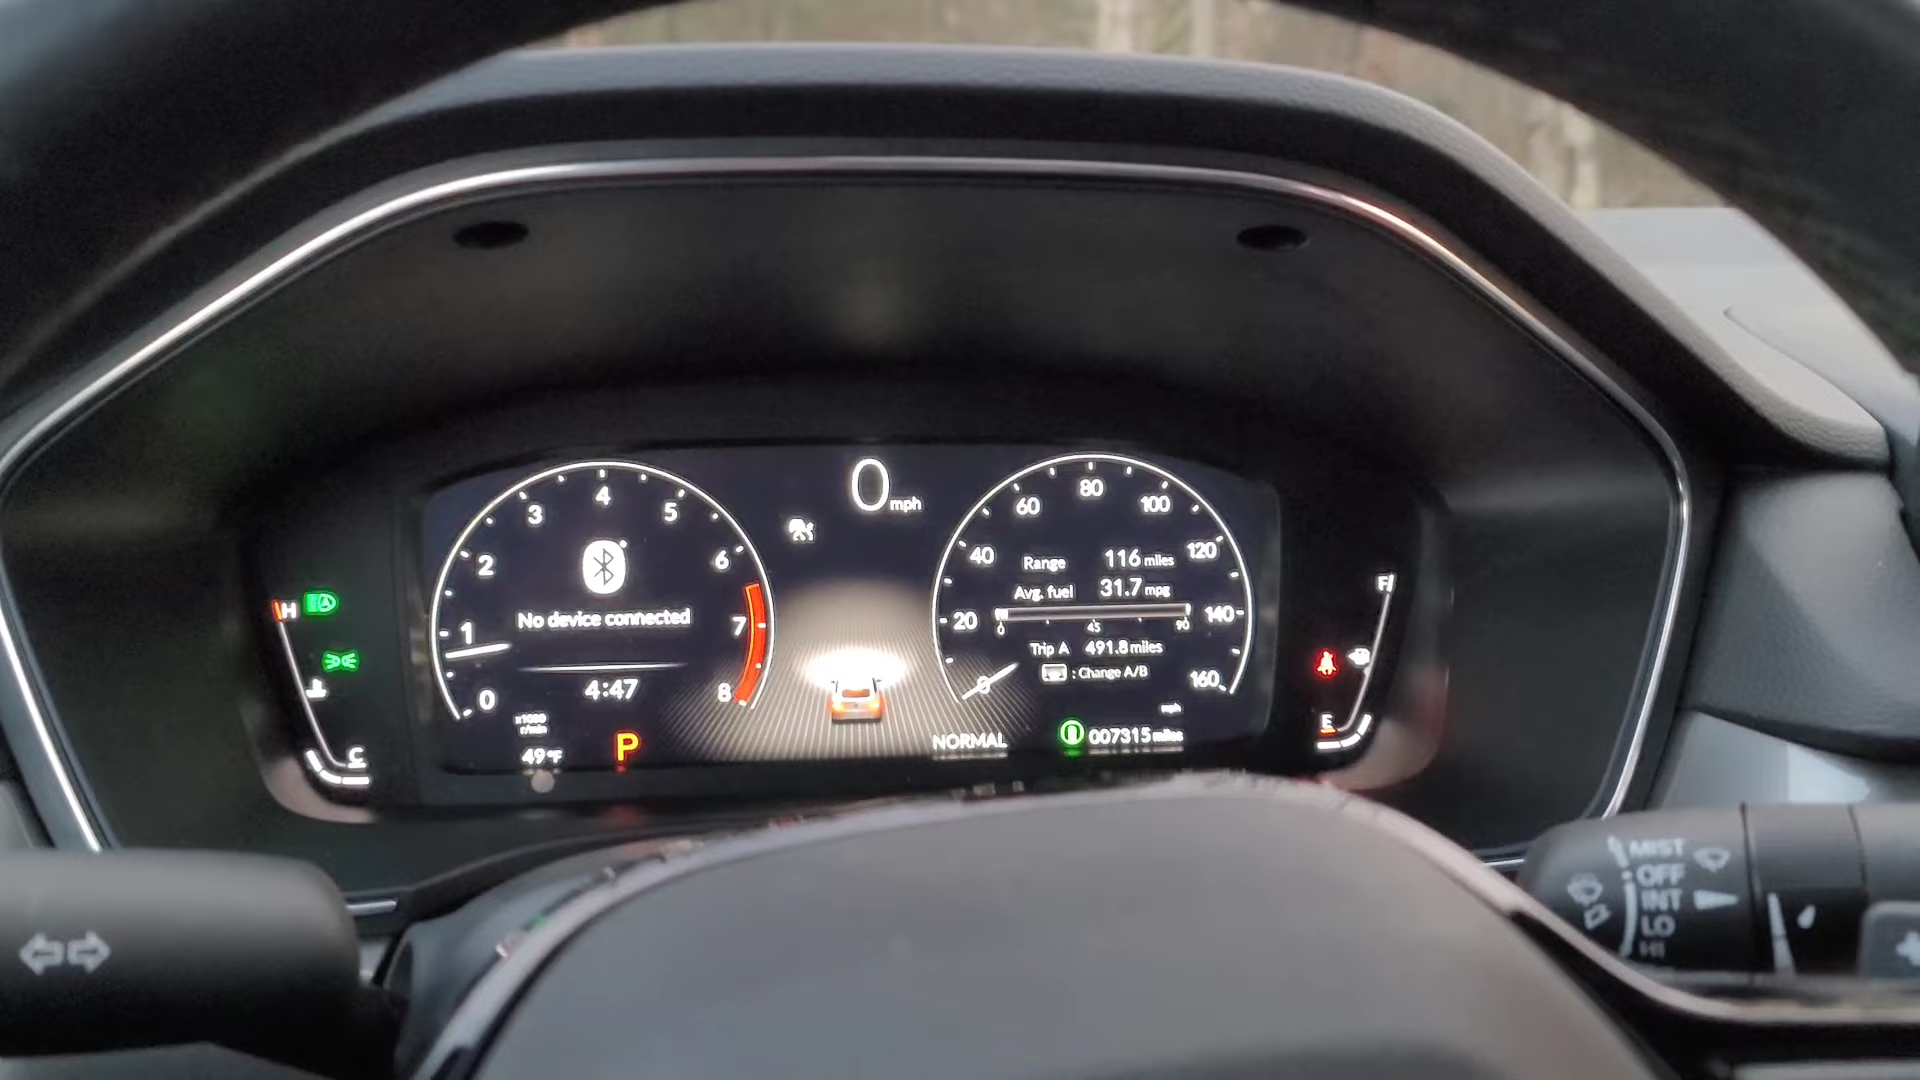 0 mph
4
3
5
2
6
1
7
0
8
No device connected
4:47
x1000
r/min
49°F
P
80
60
100
40
120
20
140
0
160
mph
Range 116 miles
Avg. fuel 31.7 mpg
0 45 90
Trip A 491.8 miles
: Change A/B
NORMAL
007315 miles
H
C
F
E
A
MIST
OFF
INT
LO
HI